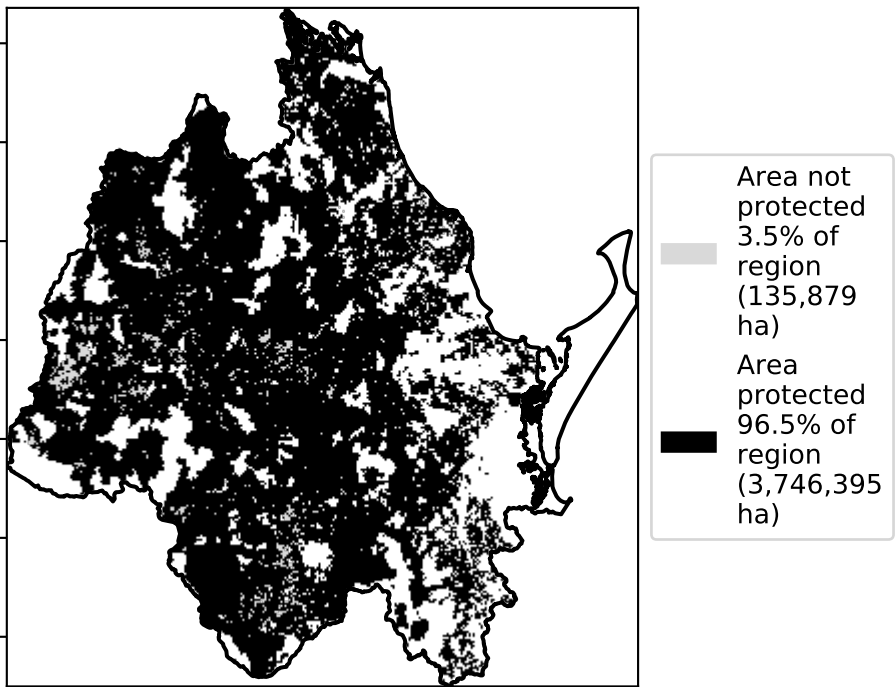 Area not
protected
3.5% of
region
(135,879
ha)
Area
protected
96.5% of
region
(3,746,395
ha)